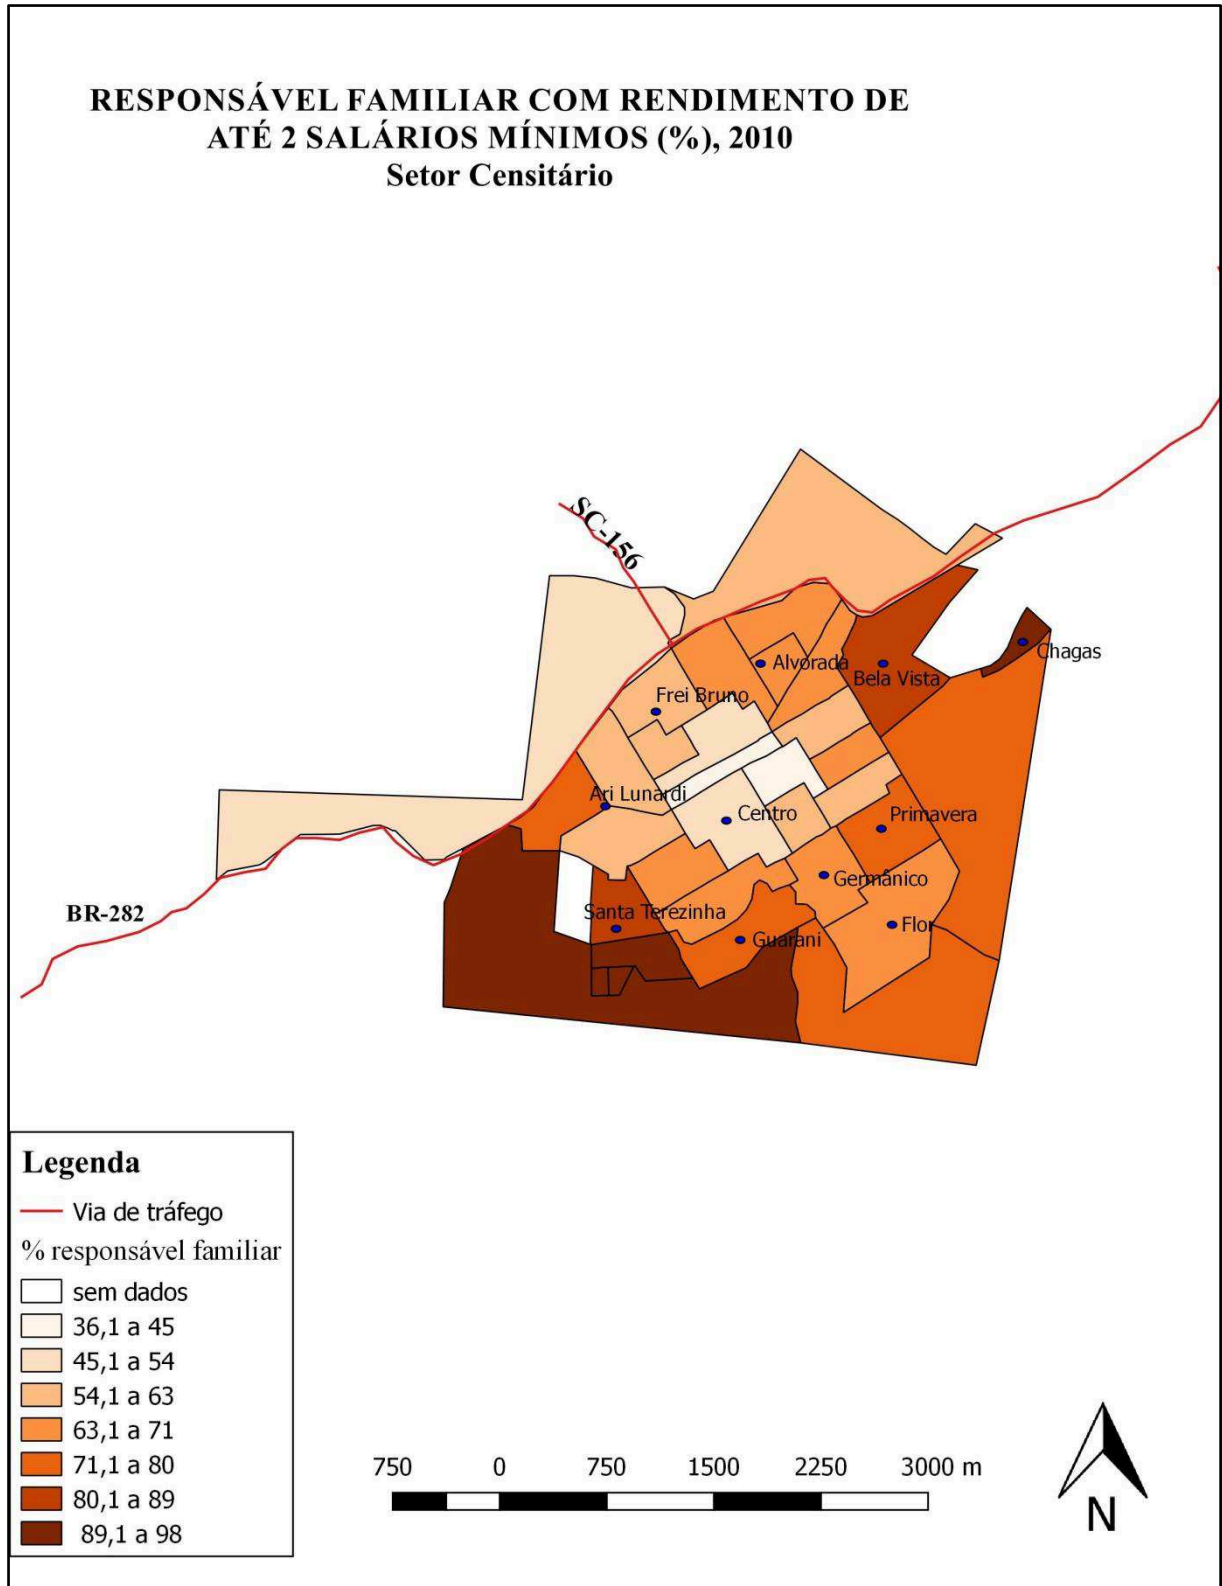 RESPONSÁVEL FAMILIAR COM RENDIMENTO DE
ATÉ 2 SALÁRIOS MÍNIMOS (%), 2010
Setor Censitário
SC-156
Chagas
Alvorada
Bela Vista
Frei Bruno
Ari Lunardi
Centro
Primavera
Germânico
Santa Terezinha
Flor
Guarani
BR-282
Legenda
Via de tráfego
% responsável familiar
sem dados
36,1 a 45
45,1 a 54
54,1 a 63
63,1 a 71
71,1 a 80
80,1 a 89
89,1 a 98
750 0 750 1500 2250 3000 m
N